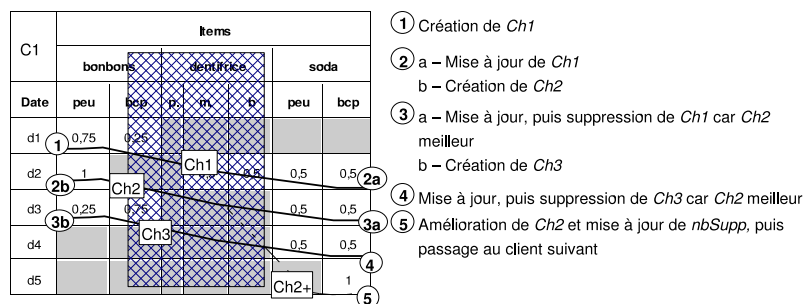 Items
C1
bonbons dentifrice soda
Date peu bcp p. m. b peu bcp
d1 0,75 0,25
1
Ch1
d2 1 0,5 0,5 0,5
2b 2a
Ch2
d3 0,25 0,75 0,5 0,5
3b 3a
Ch3
d4 0,5 0,5
4
d5 1
Ch2+ 5
1 Création de Ch1
2 a – Mise à jour de Ch1
b – Création de Ch2
3 a – Mise à jour, puis suppression de Ch1 car Ch2
meilleur
b – Création de Ch3
4 Mise à jour, puis suppression de Ch3 car Ch2 meilleur
5 Amélioration de Ch2 et mise à jour de nbSupp, puis
passage au client suivant